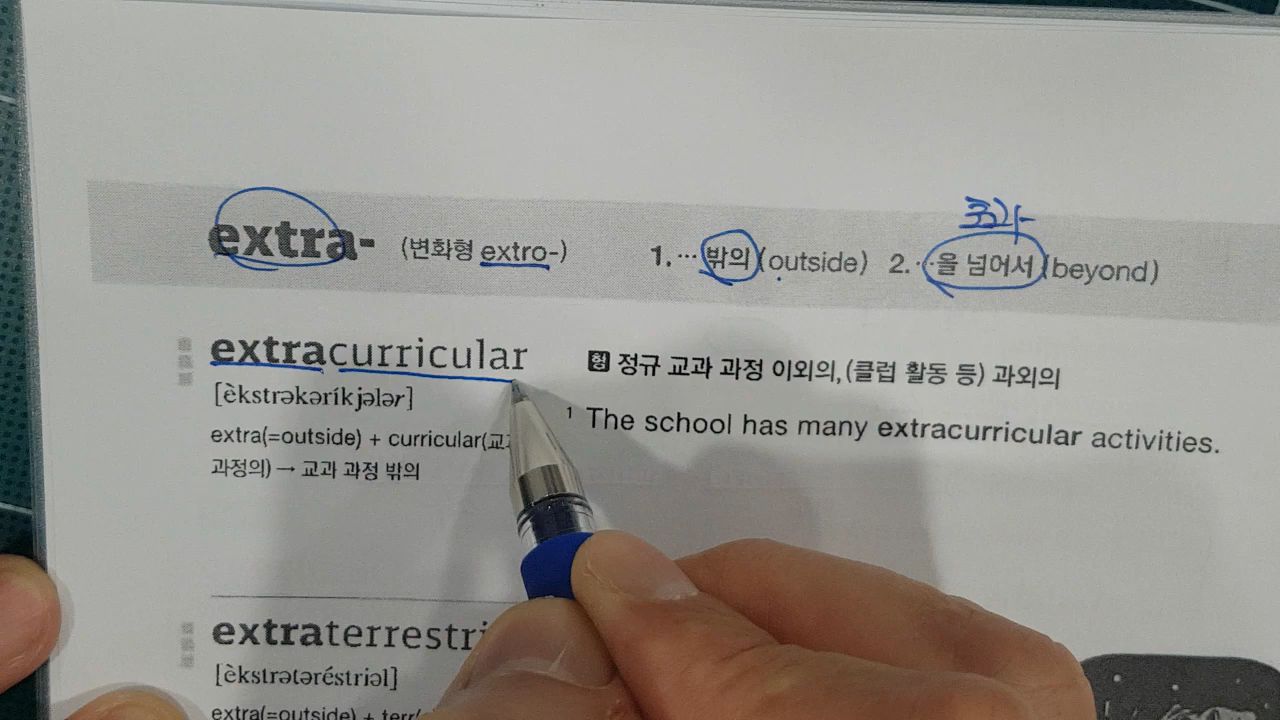 초과
extra- (변화형 extro-) 1. … 밖의 (outside) 2. …을 넘어서 (beyond)
extracurricular 형 정규 교과 과정 이외의, (클럽 활동 등) 과외의
[èkstrəkəríkjələr] 1 The school has many extracurricular activities.
extra(=outside) + curricular(교과
과정의) → 교과 과정 밖의
extraterrestri
[èkstrətəréstriəl]
extra(=outside) + terr